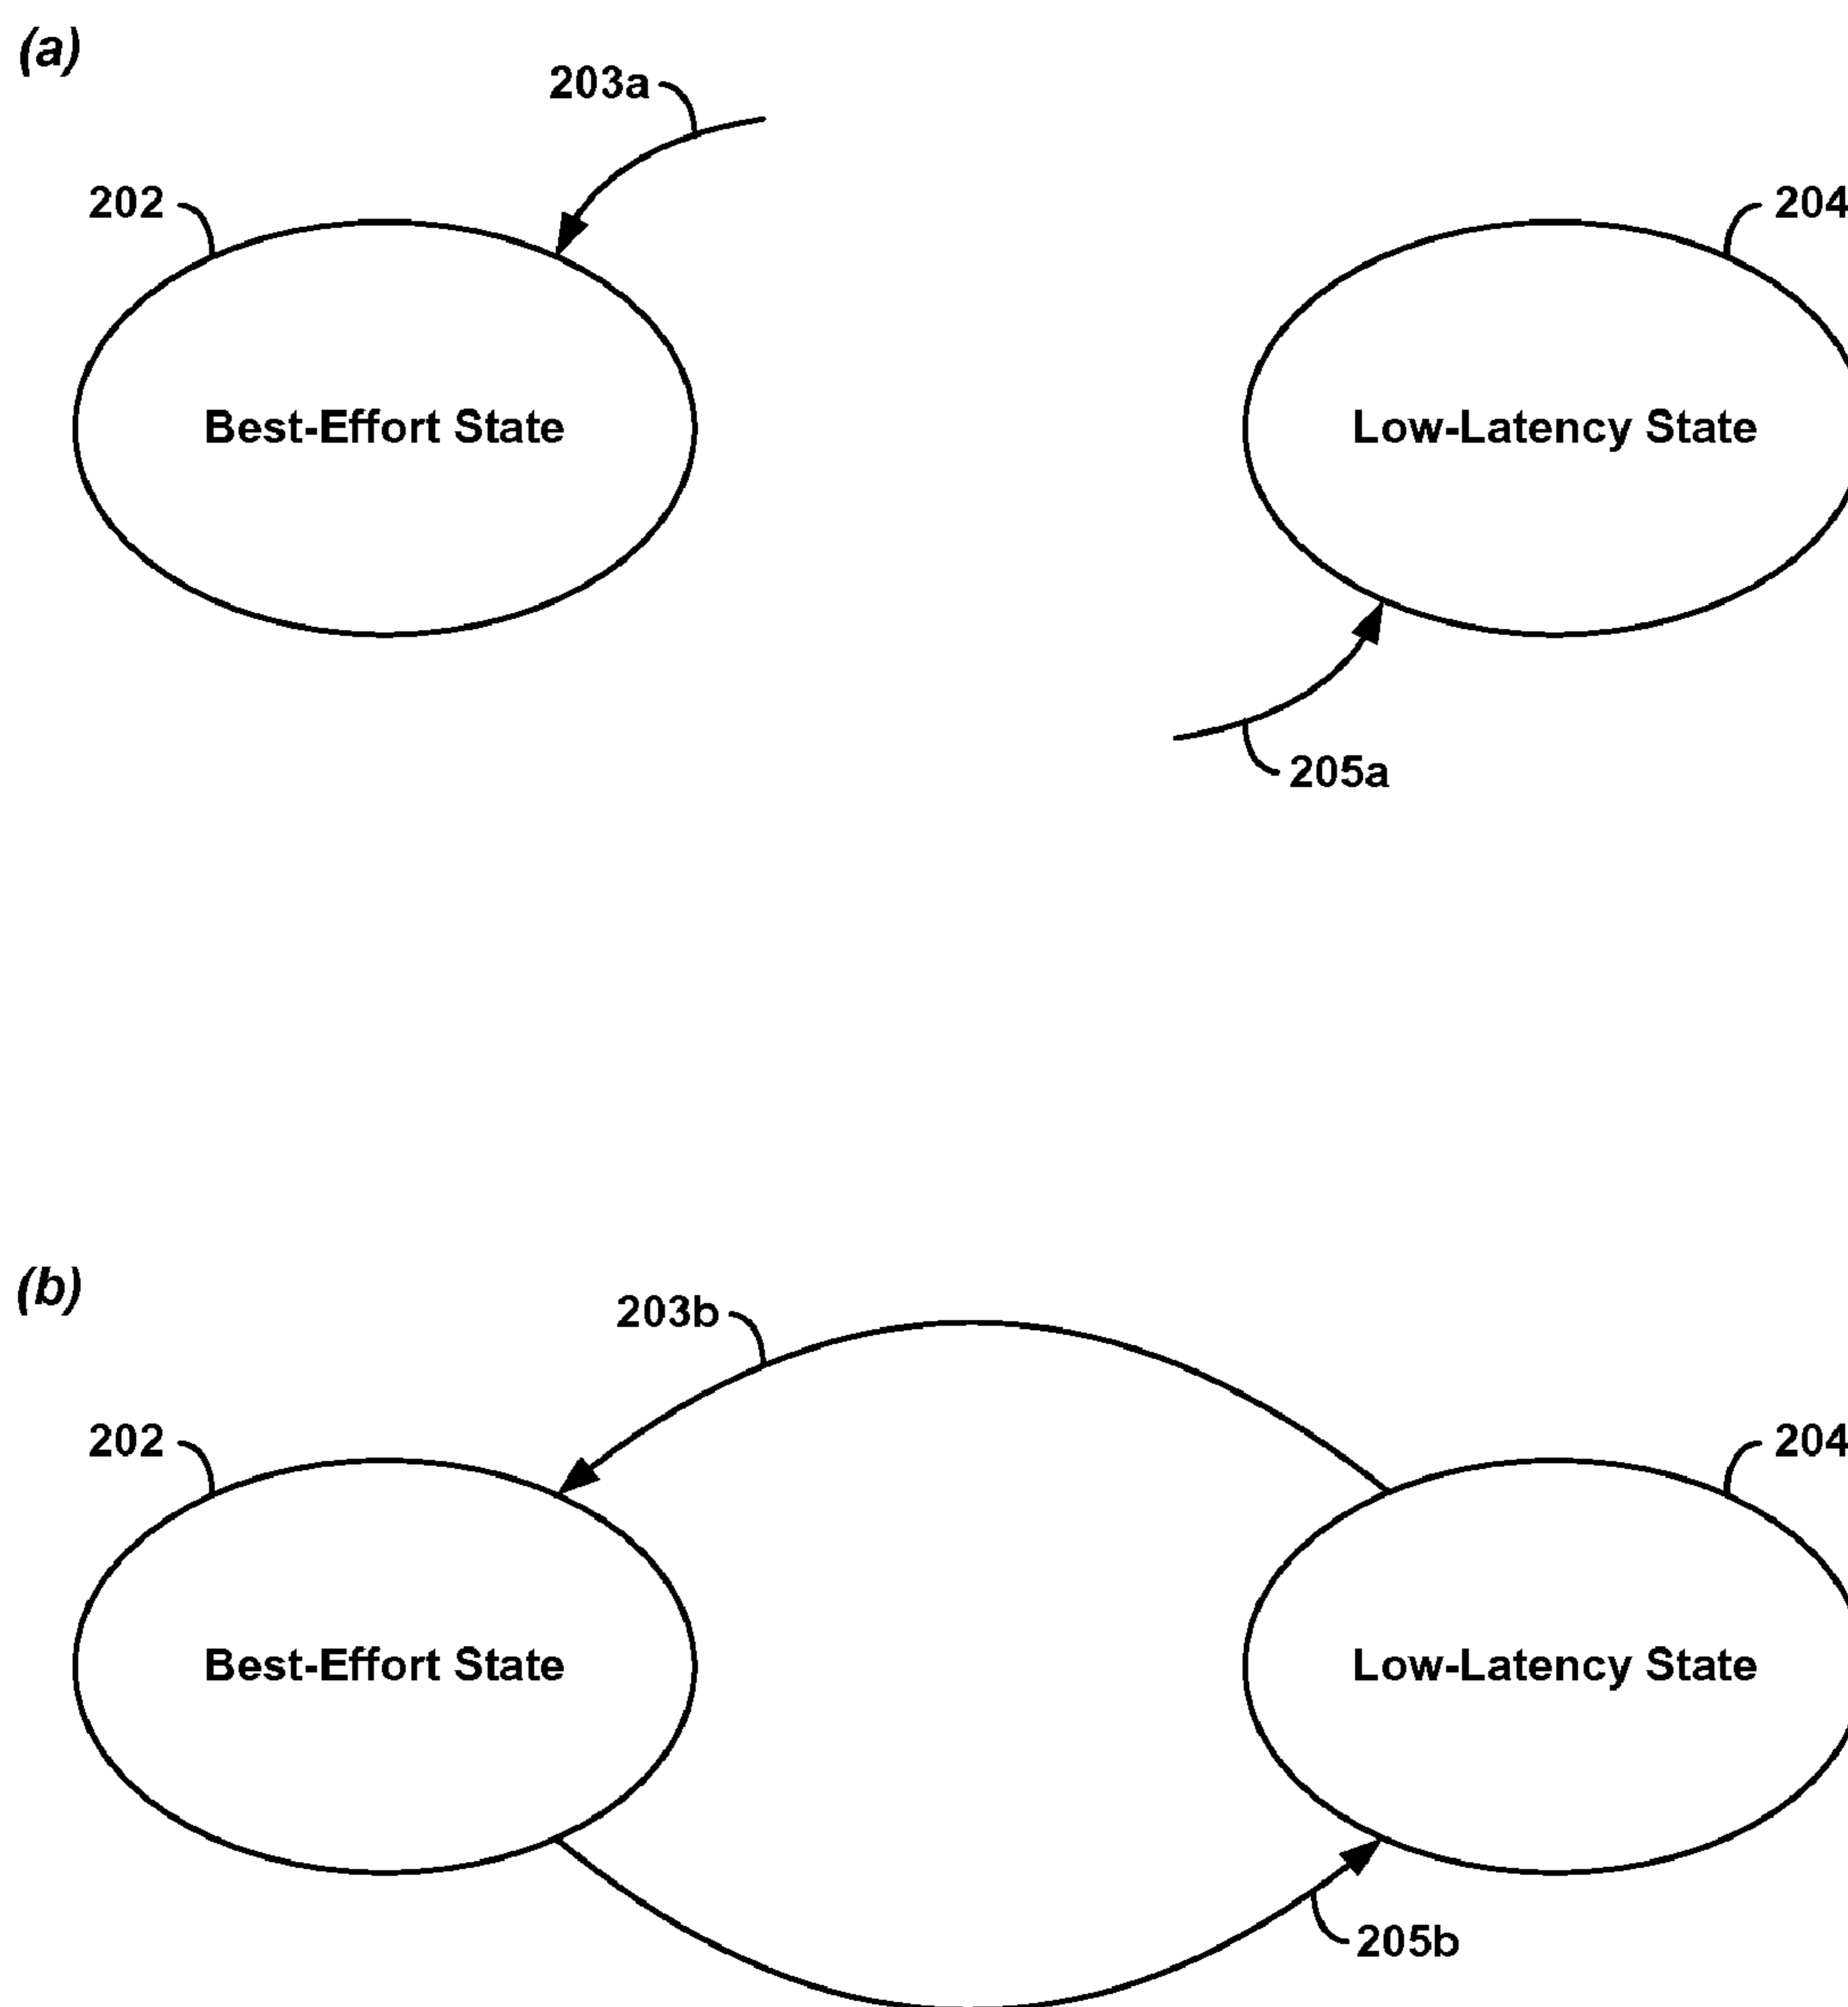 (a)
203a
202
204
Best-Effort State
Low-Latency State
205a
(b)
203b
202
204
Best-Effort State
Low-Latency State
205b